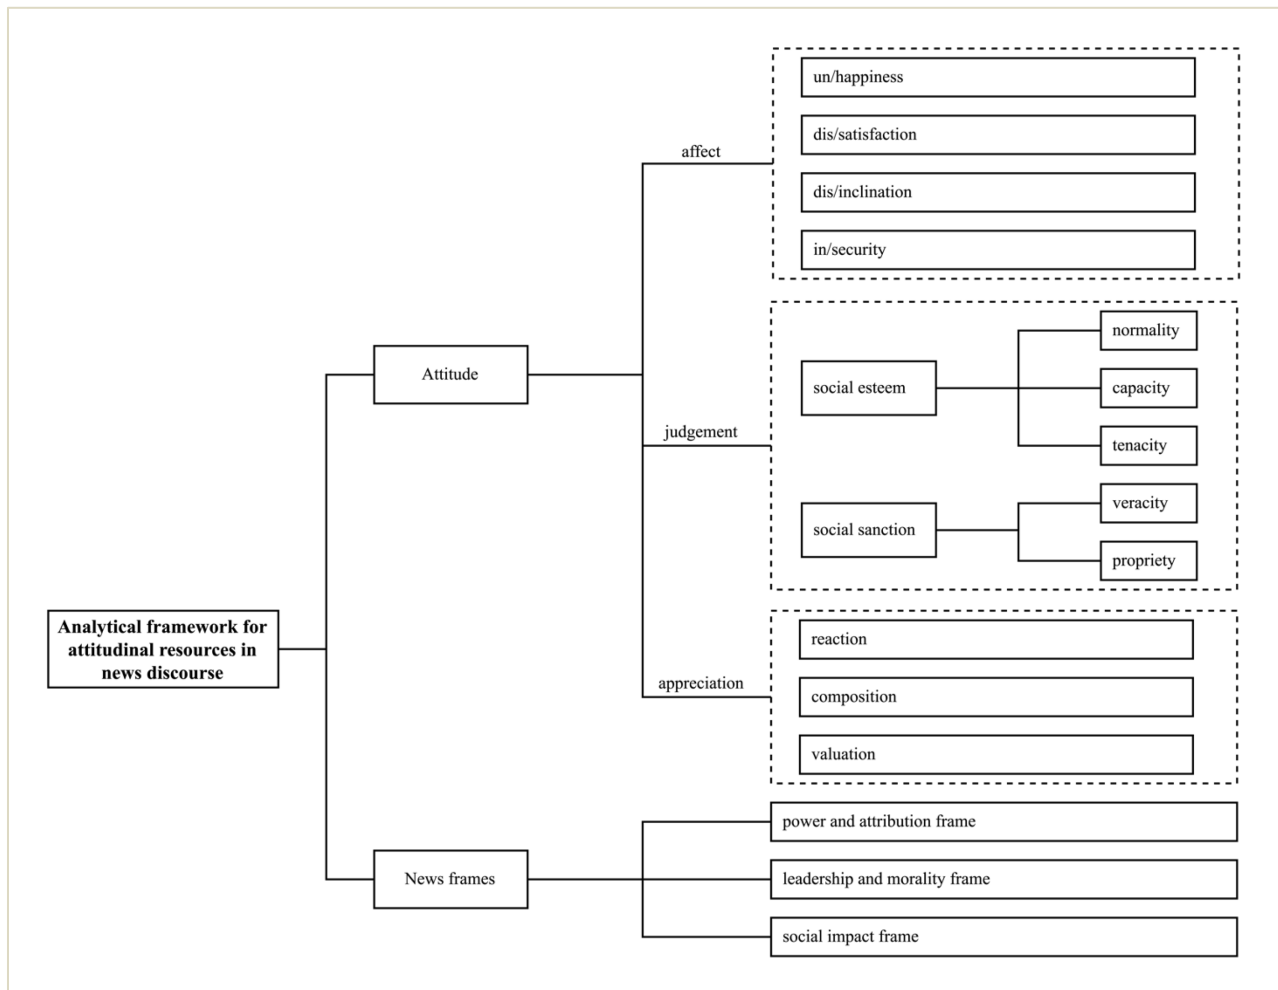 Analytical framework for
attitudinal resources in
news discourse
Attitude
affect
un/happiness
dis/satisfaction
dis/inclination
in/security
judgement
social esteem
normality
capacity
tenacity
social sanction
veracity
propriety
appreciation
reaction
composition
valuation
News frames
power and attribution frame
leadership and morality frame
social impact frame